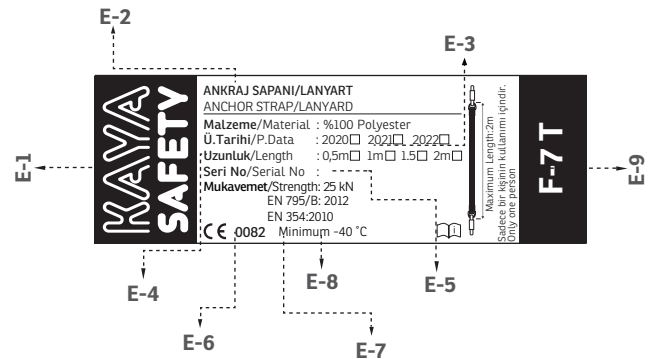 E-2
E-3
KAYA
SAFETY
ANKRAJ SAPANI/LANYART
ANCHOR STRAP/LANYARD
Malzeme/Material : %100 Polyester
Ü.Tarihi/P.Data : 2020☐ 2021☐ 2022☐
Uzunluk/Length : 0,5m☐ 1m☐ 1.5☐ 2m☐
Seri No/Serial No :
Mukavemet/Strength: 25 kN
EN 795/B: 2012
EN 354:2010
CE 0082 Minimum -40 ˚C
i
Maximum Length:2m
Sadece bir kişinin kullanımı içindir.
Only one person
F-7 T
E-1
E-9
E-4
E-8
E-5
E-6
E-7